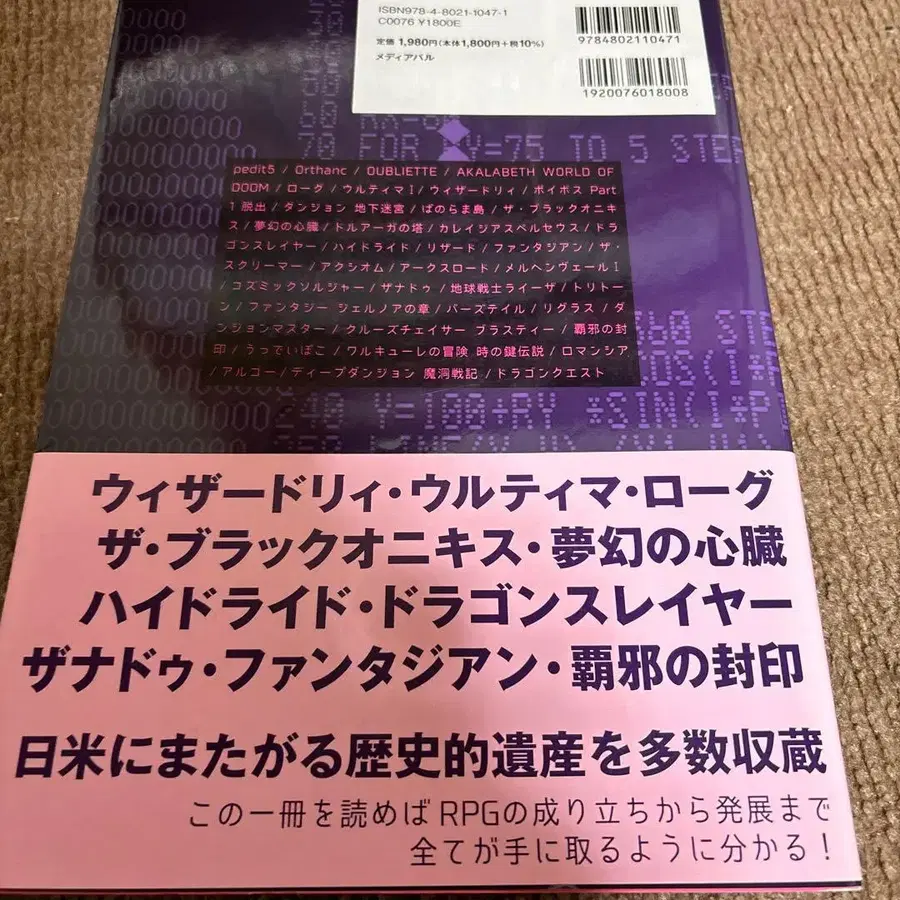 ISBN978-4-8021-1047-1
C0076 ¥1800E
定価 1,980円(本体1,800円+税10%)
メディアパル
9784802110471
1920076018008
70 FOR Y=75 TO 5 STEP
pedit5 / Orthanc / OUBLIETTE / AKALABETH WORLD OF
DOOM / ローグ / ウルティマI / ウィザードリィ / ポイボス Part
1 脱出 / ダンジョン 地下迷宮 / ぱのらま島 / ザ・ブラックオニキ
ス / 夢幻の心臓 / ドルアーガの塔 / カレイジアスペルセウス / ドラ
ゴンスレイヤー / ハイドライド / リザード / ファンタジアン / ザ・
スクリーマー / アクシオム / アークスロード / メルヘンヴェールI
/ コズミックソルジャー / ザナドゥ / 地球戦士ライーザ / トリトー
ン / ファンタジー ジェルノアの章 / バーズテイル / リグラス / ダ
ンジョンマスター / クルーズチェイサー ブラスティー / 覇邪の封
印 / うっでぃぽこ / ワルキューレの冒険 時の鍵伝説 / ロマンシア
/ アルゴー / ディープダンジョン 魔洞戦記 / ドラゴンクエスト
240 Y=100+RY *SIN(I*P
ウィザードリィ・ウルティマ・ローグ
ザ・ブラックオニキス・夢幻の心臓
ハイドライド・ドラゴンスレイヤー
ザナドゥ・ファンタジアン・覇邪の封印
日米にまたがる歴史的遺産を多数収蔵
この一冊を読めばRPGの成り立ちから発展まで
全てが手に取るように分かる!